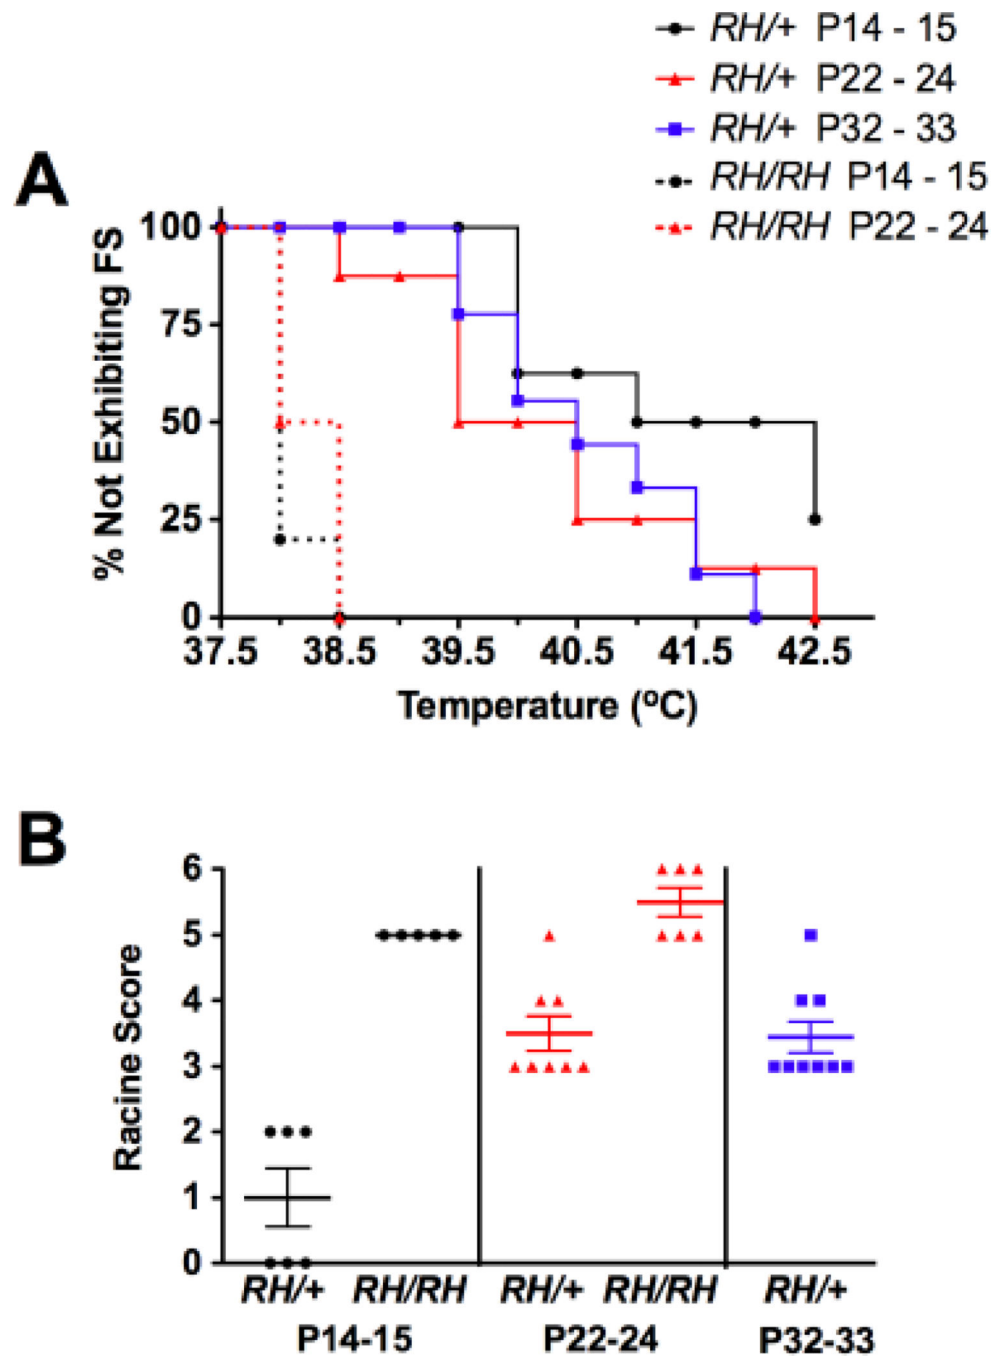 RH/+ P14 - 15
RH/+ P22 - 24
RH/+ P32 - 33
RH/RH P14 - 15
RH/RH P22 - 24
A
% Not Exhibiting FS
100
75
50
25
0
37.5 38.5 39.5 40.5 41.5 42.5
Temperature (ºC)
B
Racine Score
6
5
4
3
2
1
0
RH/+ RH/RH RH/+ RH/RH RH/+
P14-15 P22-24 P32-33